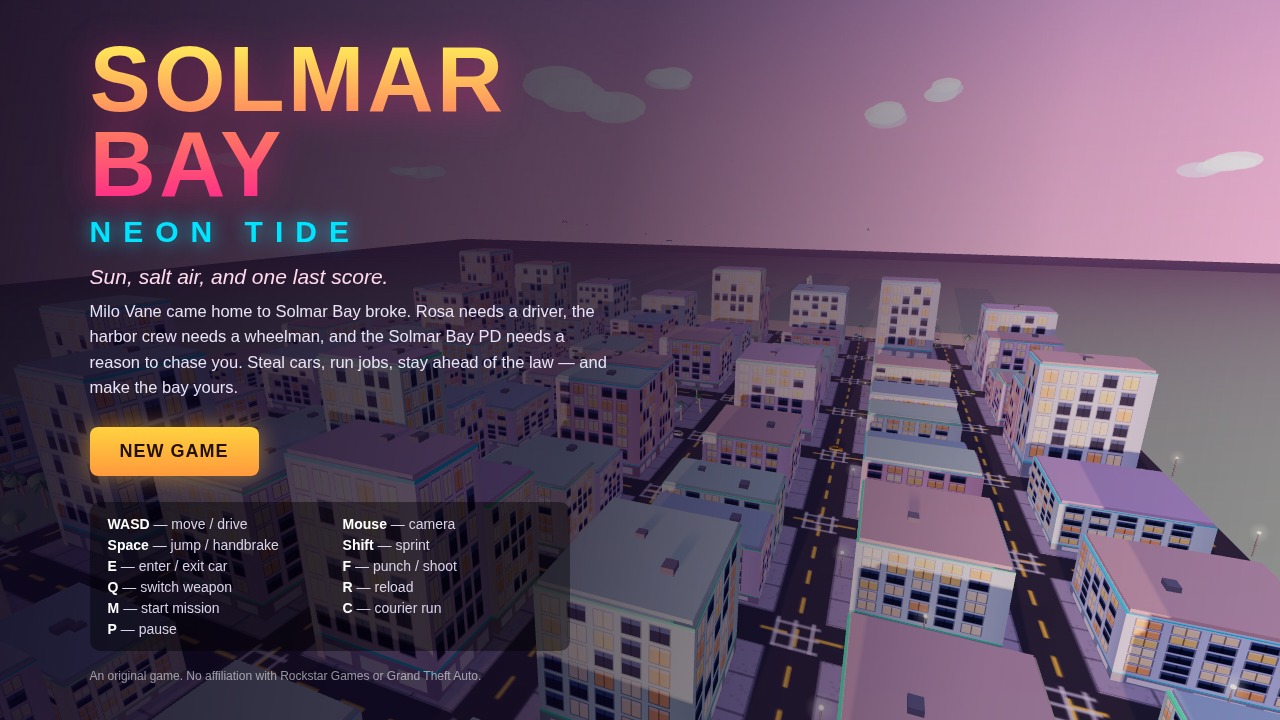 SOLMAR
BAY
NEON TIDE
Sun, salt air, and one last score.
Milo Vane came home to Solmar Bay broke. Rosa needs a driver, the
harbor crew needs a wheelman, and the Solmar Bay PD needs a
reason to chase you. Steal cars, run jobs, stay ahead of the law — and
make the bay yours.
NEW GAME
WASD — move / drive
Mouse — camera
Space — jump / handbrake
Shift — sprint
E — enter / exit car
F — punch / shoot
Q — switch weapon
R — reload
M — start mission
C — courier run
P — pause
An original game. No affiliation with Rockstar Games or Grand Theft Auto.